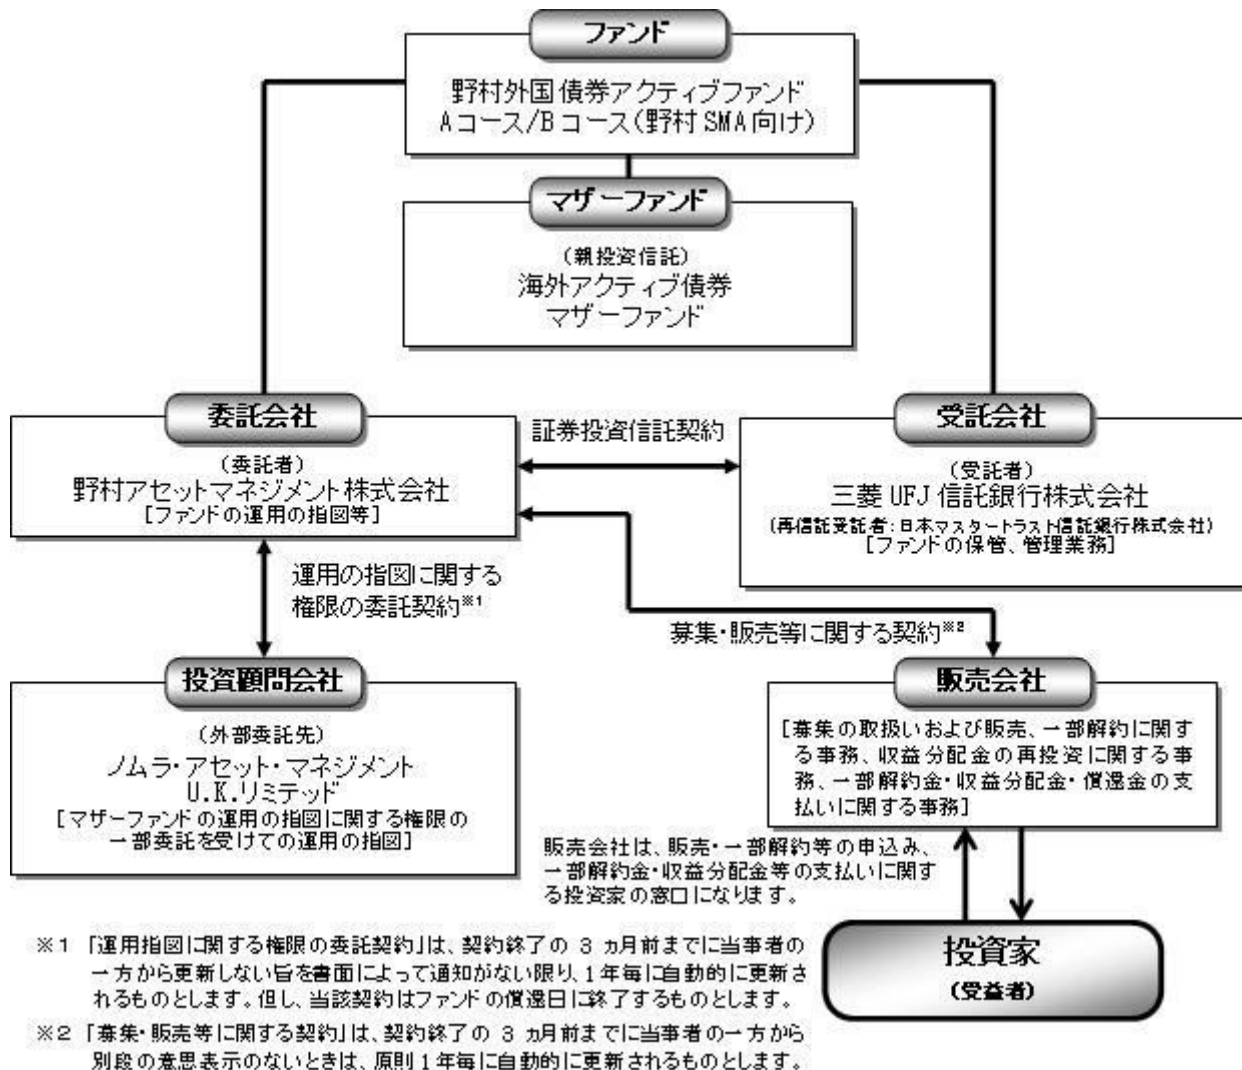 ファンド
野村外国債券アクティブファンド
Aコース/Bコース(野村SMA向け)
マザーファンド
(親投資信託)
海外アクティブ債券
マザーファンド
委託会社
(委託者)
野村アセットマネジメント株式会社
[ファンドの運用の指図等]
証券投資信託契約
受託会社
(受託者)
三菱UFJ信託銀行株式会社
(再信託受託者:日本マスタートラスト信託銀行株式会社)
[ファンドの保管、管理業務]
運用の指図に関する
権限の委託契約※1
募集・販売等に関する契約※2
投資顧問会社
(外部委託先)
ノムラ・アセット・マネジメント
U.K.リミテッド
[マザーファンドの運用の指図に関する権限の
一部委託を受けての運用の指図]
販売会社
[募集の取扱いおよび販売、一部解約に関す
る事務、収益分配金の再投資に関する事
務、一部解約金・収益分配金・償還金の支
払いに関する事務]
販売会社は、販売・一部解約等の申込み、
一部解約金・収益分配金等の支払いに関す
る投資家の窓口になります。
投資家
(受益者)
※1 「運用指図に関する権限の委託契約」は、契約終了の 3 ヵ月前までに当事者の
一方から更新しない旨を書面によって通知がない限り、1年毎に自動的に更新さ
れるものとします。但し、当該契約はファンドの償還日に終了するものとします。
※2 「募集・販売等に関する契約」は、契約終了の 3 ヵ月前までに当事者の一方から
別段の意思表示のないときは、原則1年毎に自動的に更新されるものとします。